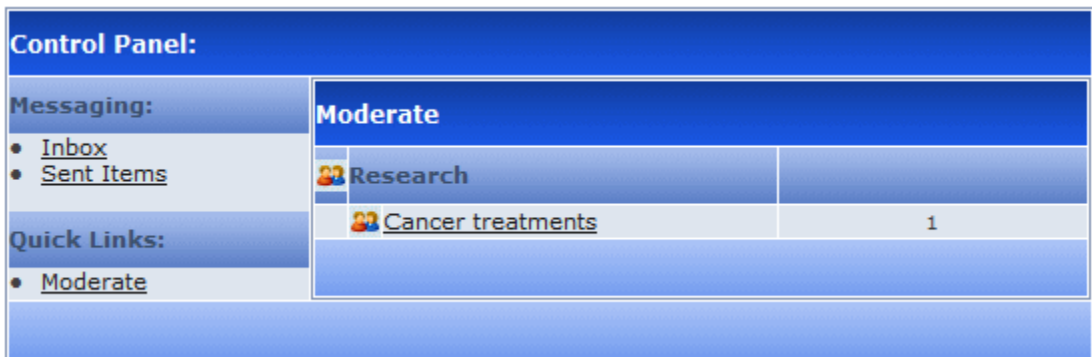 Control Panel:
Messaging:
• Inbox
• Sent Items
Quick Links:
• Moderate
Moderate
Research
Cancer treatments 1